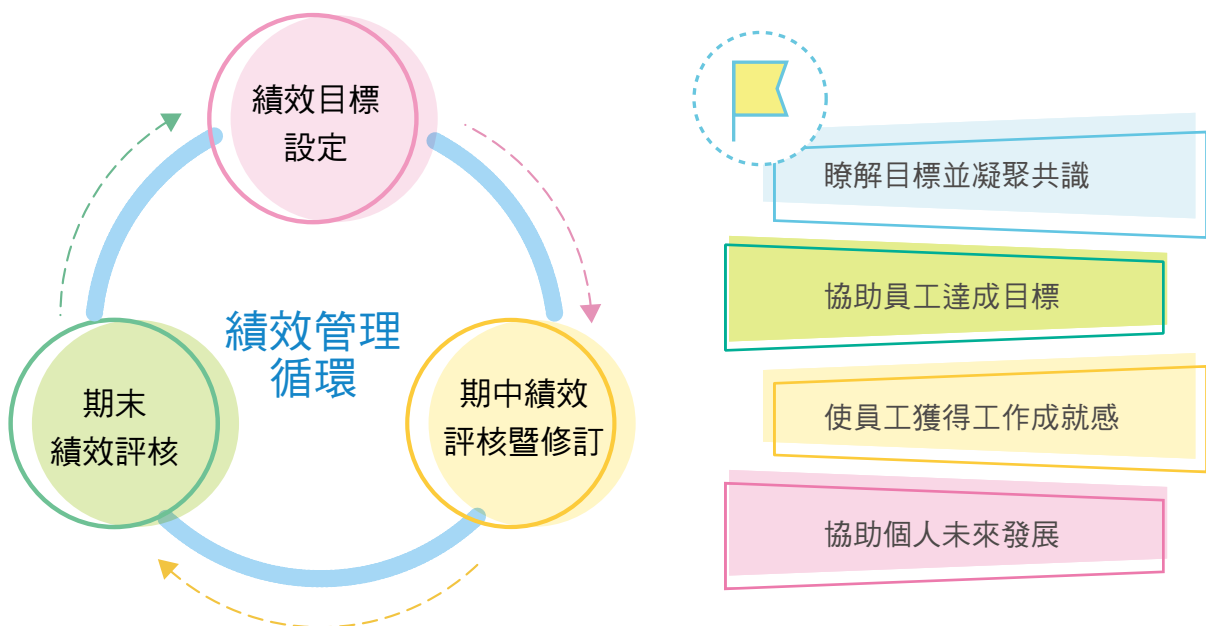 績效目標
設定
績效管理
循環
期末
績效評核
期中績效
評核暨修訂
瞭解目標並凝聚共識
協助員工達成目標
使員工獲得工作成就感
協助個人未來發展